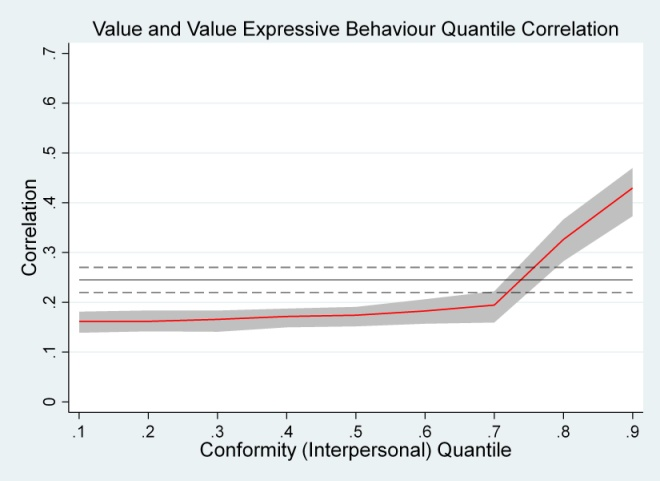 Value and Value Expressive Behaviour Quantile Correlation
.7
.6
.5
.4
.3
.2
.1
0
Correlation
.1 .2 .3 .4 .5 .6 .7 .8 .9
Conformity (Interpersonal) Quantile